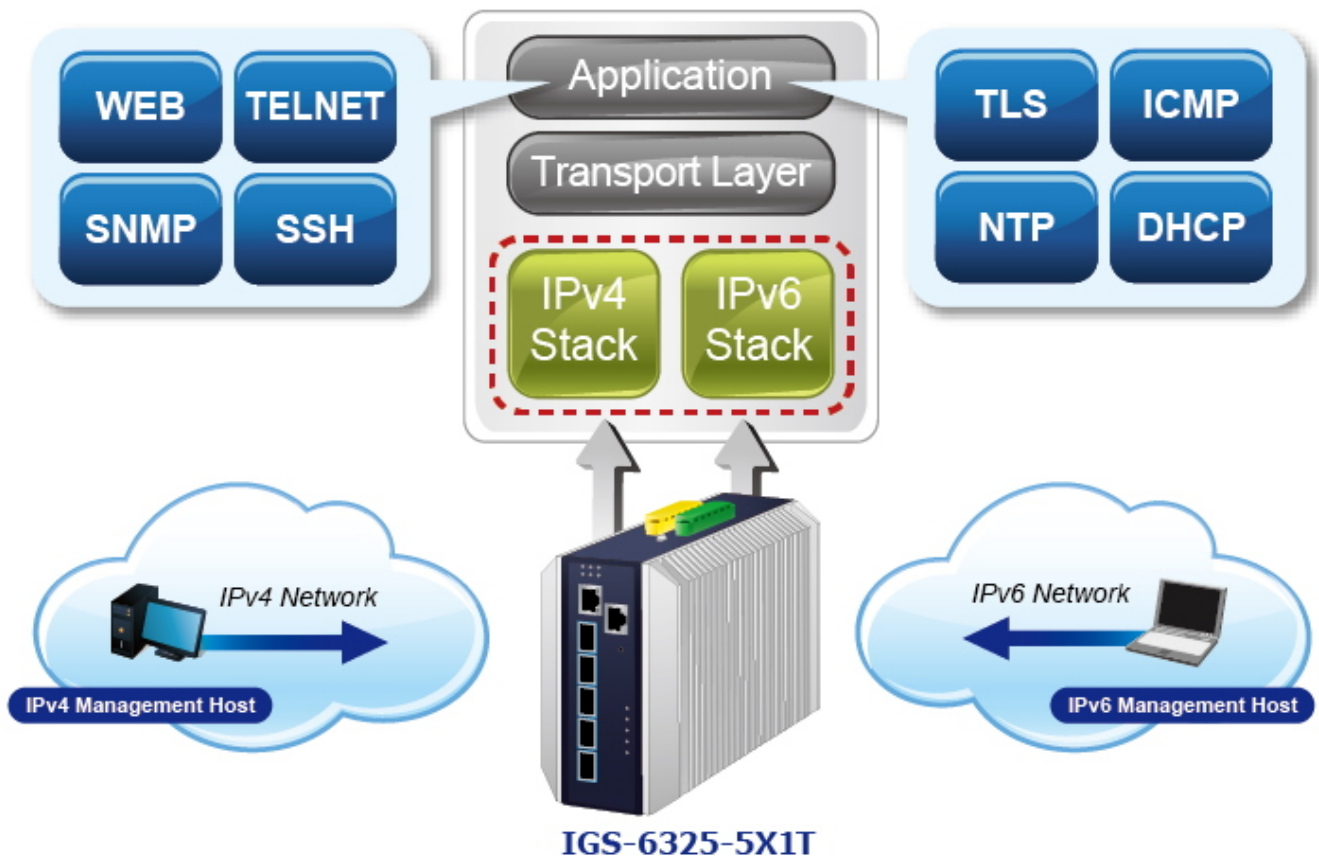 WEB
TELNET
SNMP
SSH
Application
Transport Layer
IPv4
Stack
IPv6
Stack
TLS
ICMP
NTP
DHCP
IPv4 Network
IPv4 Management Host
IPv6 Network
IPv6 Management Host
IGS-6325-5X1T